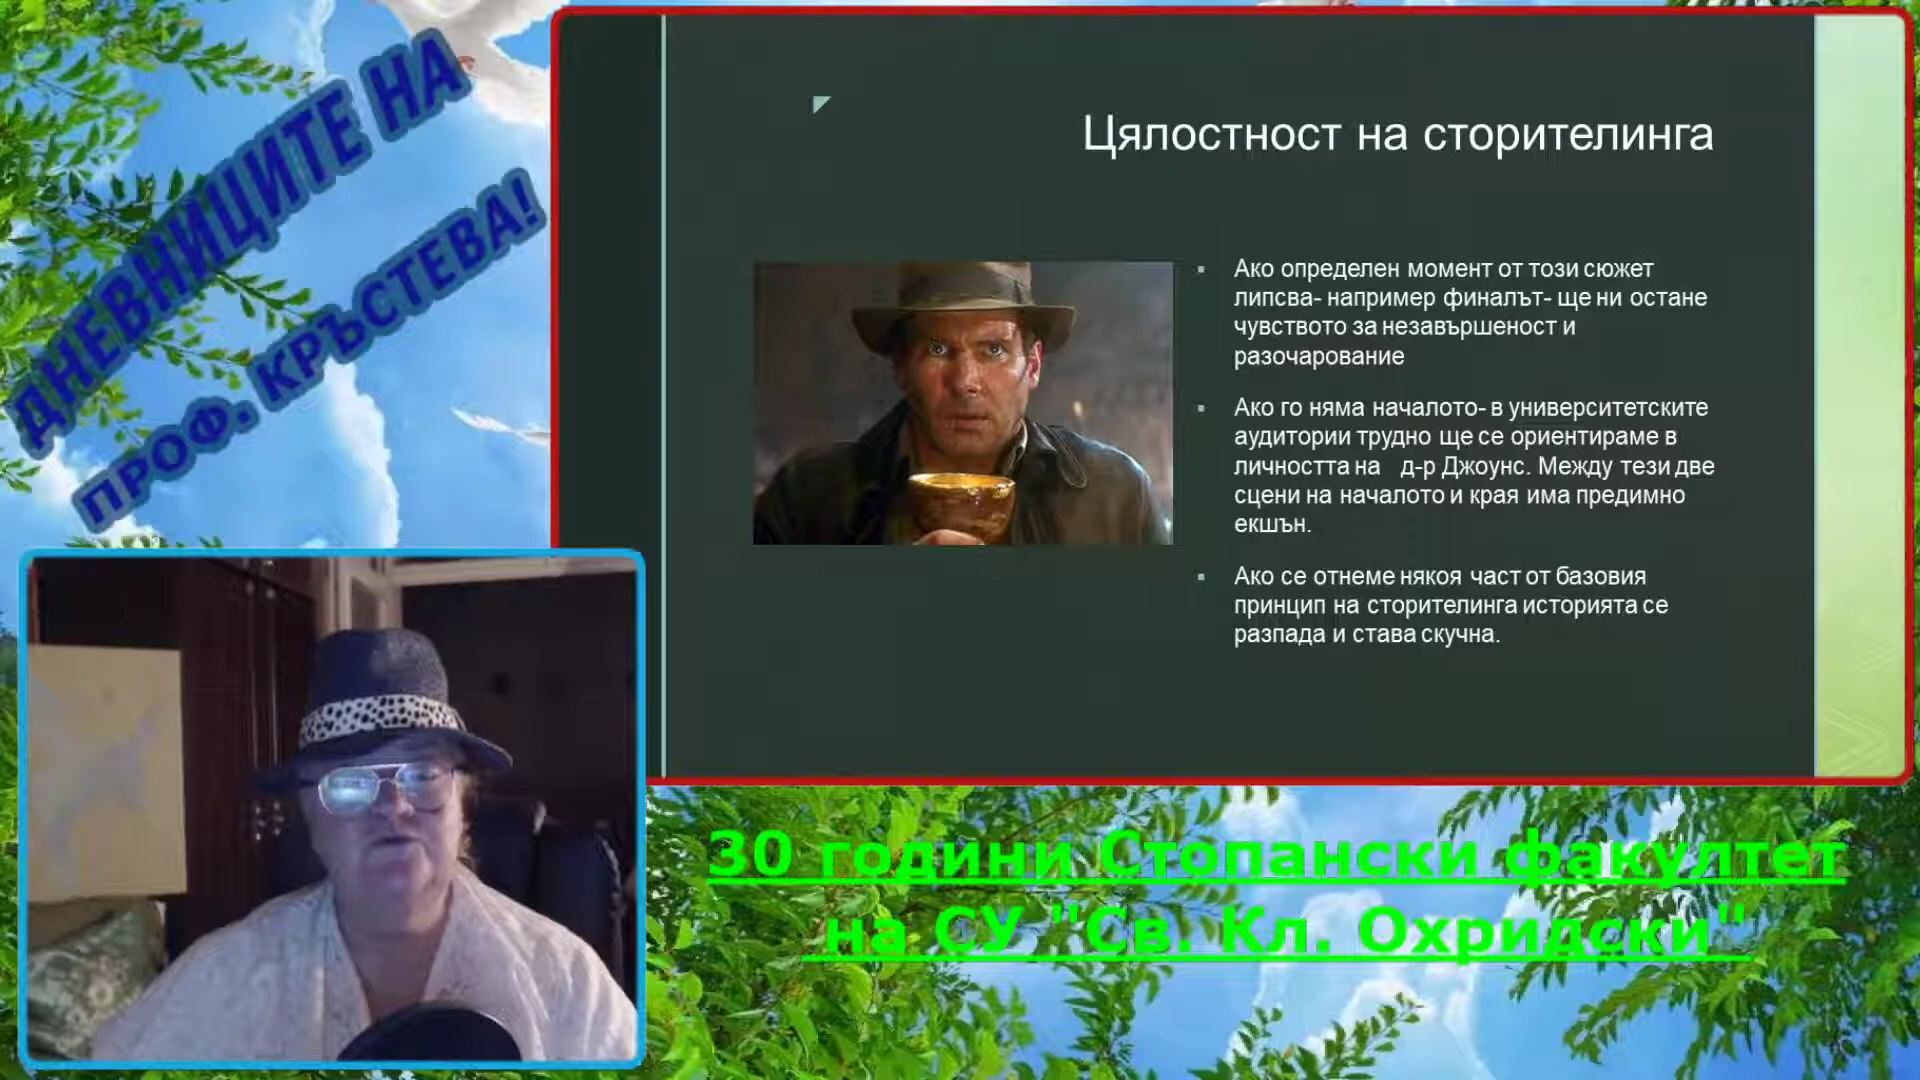 ДНЕВНИЦИТЕ НА
ПРОФ. КРЪСТЕВА!
Цялостност на сторителинга
Ако определен момент от този сюжет
липсва- например финалът- ще ни остане
чувството за незавършеност и
разочарование
Ако го няма началото- в университетските
аудитории трудно ще се ориентираме в
личността на д-р Джоунс. Между тези две
сцени на началото и края има предимно
екшън.
Ако се отнеме някоя част от базовия
принцип на сторителинга историята се
разпада и става скучна.
30 години Стопански факултет
на СУ "Св. Кл. Охридски"